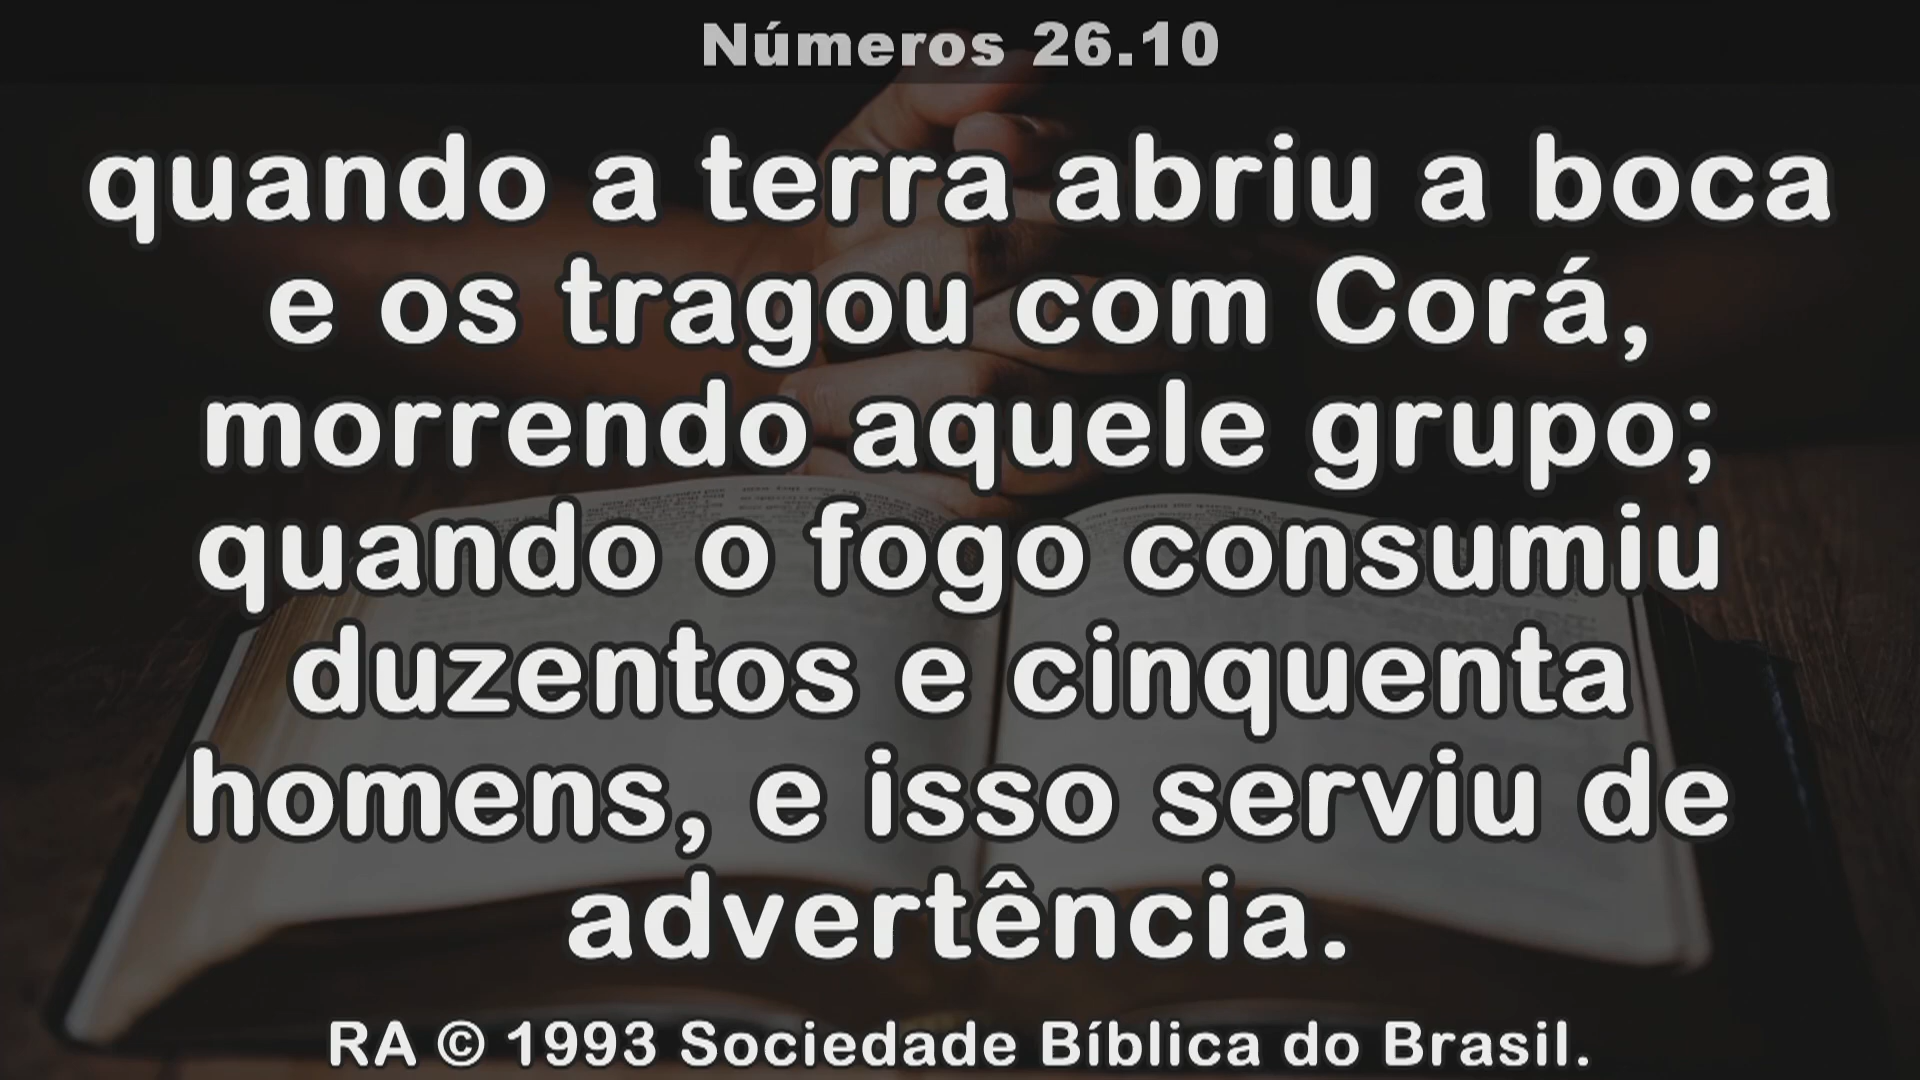 Números 26.10
quando a terra abriu a boca
e os tragou com Corá,
morrendo aquele grupo;
quando o fogo consumiu
duzentos e cinquenta
homens, e isso serviu de
advertência.
RA © 1993 Sociedade Bíblica do Brasil.